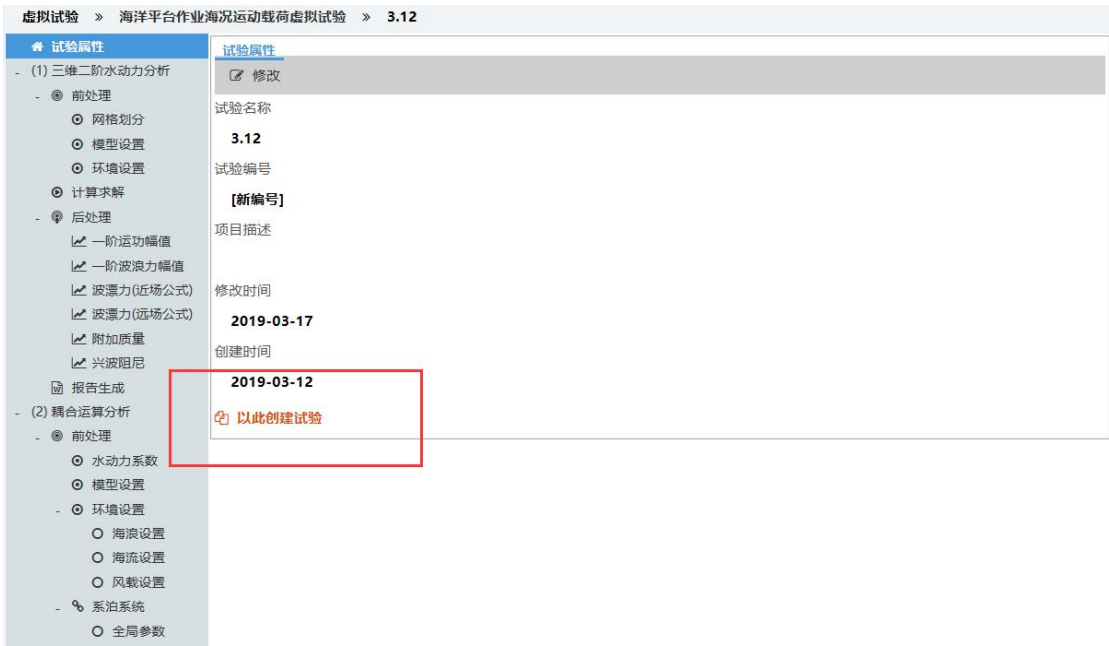 虚拟试验 » 海洋平台作业海况运动载荷虚拟试验 » 3.12
试验属性
- (1) 三维二阶水动力分析
- 前处理
网格划分
模型设置
环境设置
计算求解
- 后处理
一阶运功幅值
一阶波浪力幅值
波漂力(近场公式)
波漂力(远场公式)
附加质量
兴波阻尼
报告生成
- (2) 耦合运算分析
- 前处理
水动力系数
模型设置
- 环境设置
海浪设置
海流设置
风载设置
- 系泊系统
全局参数
试验属性
修改
试验名称
3.12
试验编号
[新编号]
项目描述
修改时间
2019-03-17
创建时间
2019-03-12
以此创建试验